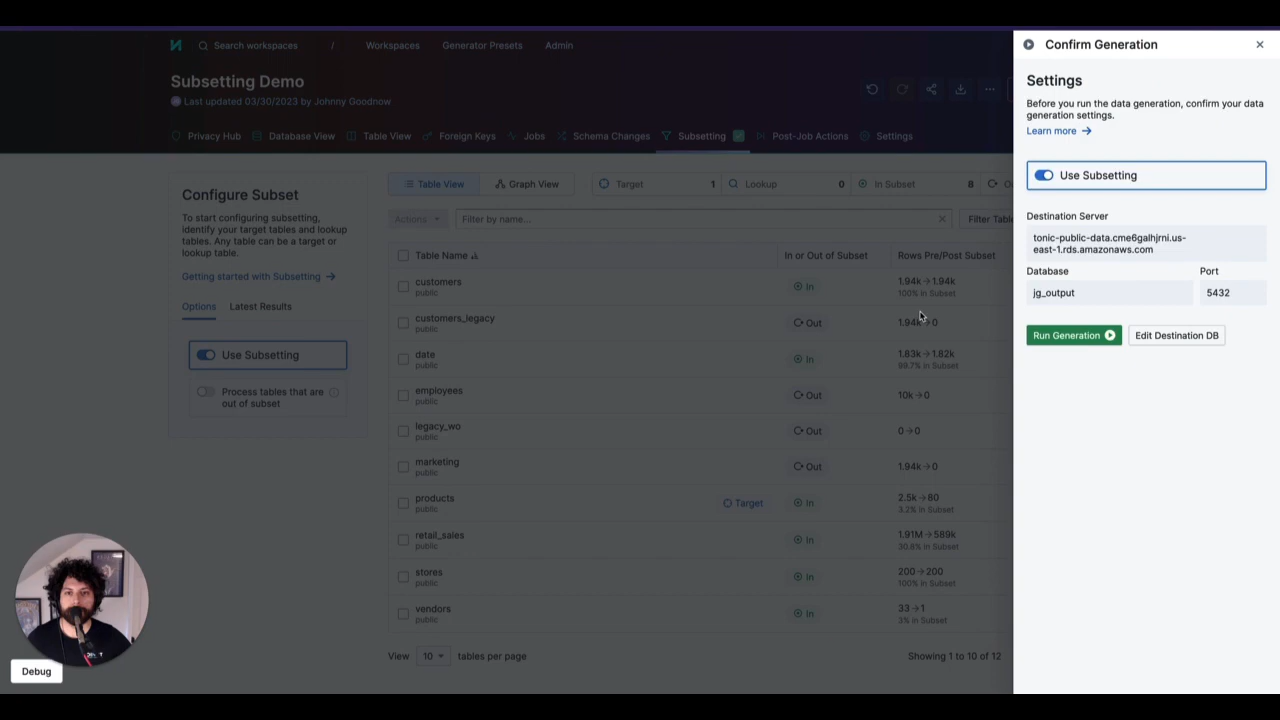 Search workspaces
/
Workspaces
Generator Presets
Admin
Subsetting Demo
Last updated 03/30/2023 by Johnny Goodnow
Privacy Hub
Database View
Table View
Foreign Keys
Jobs
Schema Changes
Subsetting
Post-Job Actions
Settings
Configure Subset
To start configuring subsetting,
identify your target tables and lookup
tables. Any table can be a target or
lookup table.
Getting started with Subsetting →
Options
Latest Results
Use Subsetting
Process tables that are
out of subset
Table View
Graph View
Target 1
Lookup 0
In Subset 8
Actions
Filter by name...
Filter Table
Table Name
In or Out of Subset
Rows Pre/Post Subset
customers
public
In
1.94k → 1.94k
100% in Subset
customers_legacy
public
Out
1.94k → 0
date
public
In
1.83k → 1.82k
99.7% in Subset
employees
public
Out
10k → 0
legacy_wo
public
Out
0 → 0
marketing
public
Out
1.94k → 0
products
public
Target
In
2.5k → 80
3.2% in Subset
retail_sales
public
In
1.91M → 589k
30.8% in Subset
stores
public
In
200 → 200
100% in Subset
vendors
public
In
33 → 1
3% in Subset
View 10 tables per page
Showing 1 to 10 of 12
Debug
Confirm Generation
Settings
Before you run the data generation, confirm your data
generation settings.
Learn more →
Use Subsetting
Destination Server
tonic-public-data.cme6galhjrni.us-
east-1.rds.amazonaws.com
Database
Port
jg_output
5432
Run Generation
Edit Destination DB